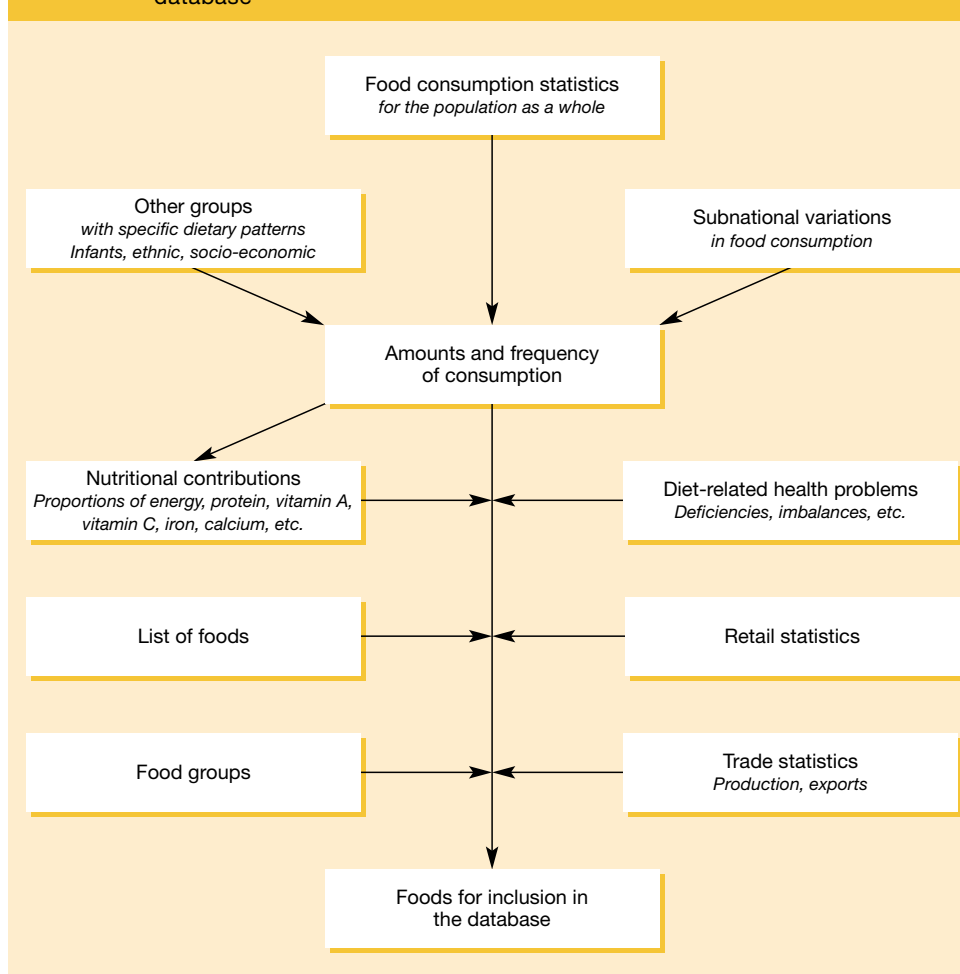 database
Food consumption statistics
for the population as a whole
Other groups
with specific dietary patterns
Infants, ethnic, socio-economic
Subnational variations
in food consumption
Amounts and frequency
of consumption
Nutritional contributions
Proportions of energy, protein, vitamin A,
vitamin C, iron, calcium, etc.
Diet-related health problems
Deficiencies, imbalances, etc.
List of foods
Retail statistics
Food groups
Trade statistics
Production, exports
Foods for inclusion in
the database